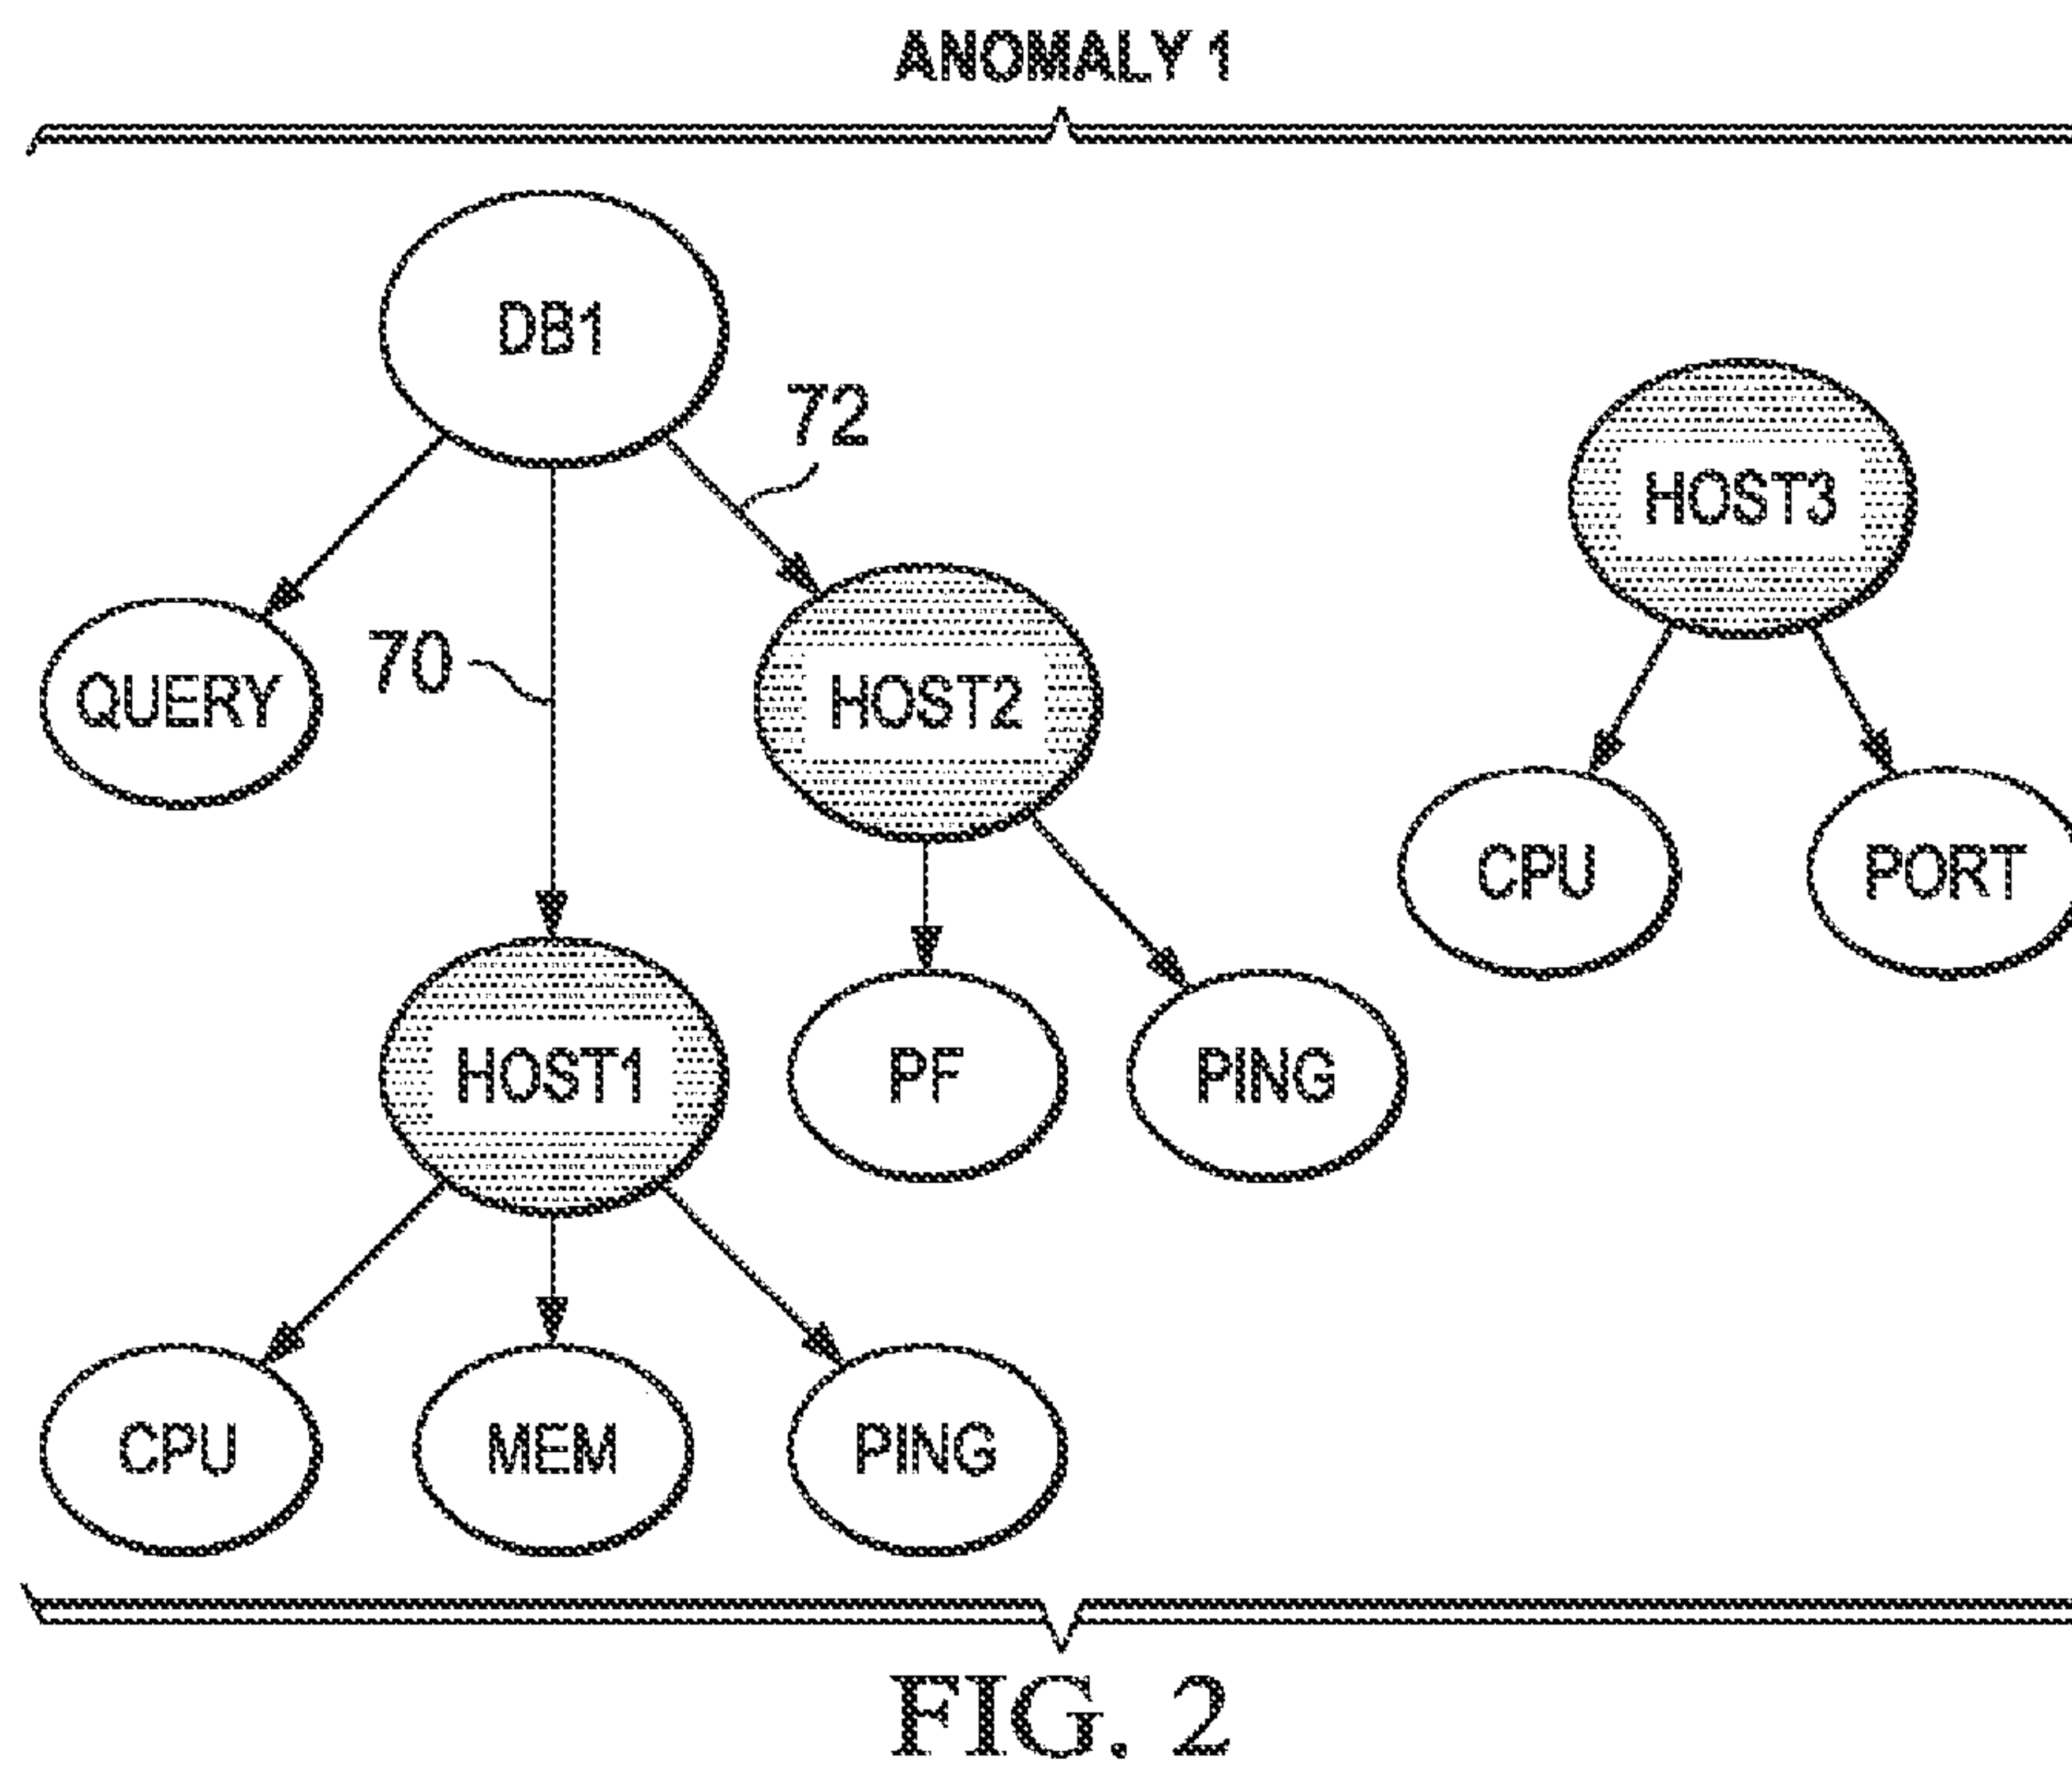 ANOMALY 1
DB1
72
HOST3
QUERY
70
HOST2
CPU
PORT
HOST1
PF
PING
CPU
MEM
PING
FIG. 2